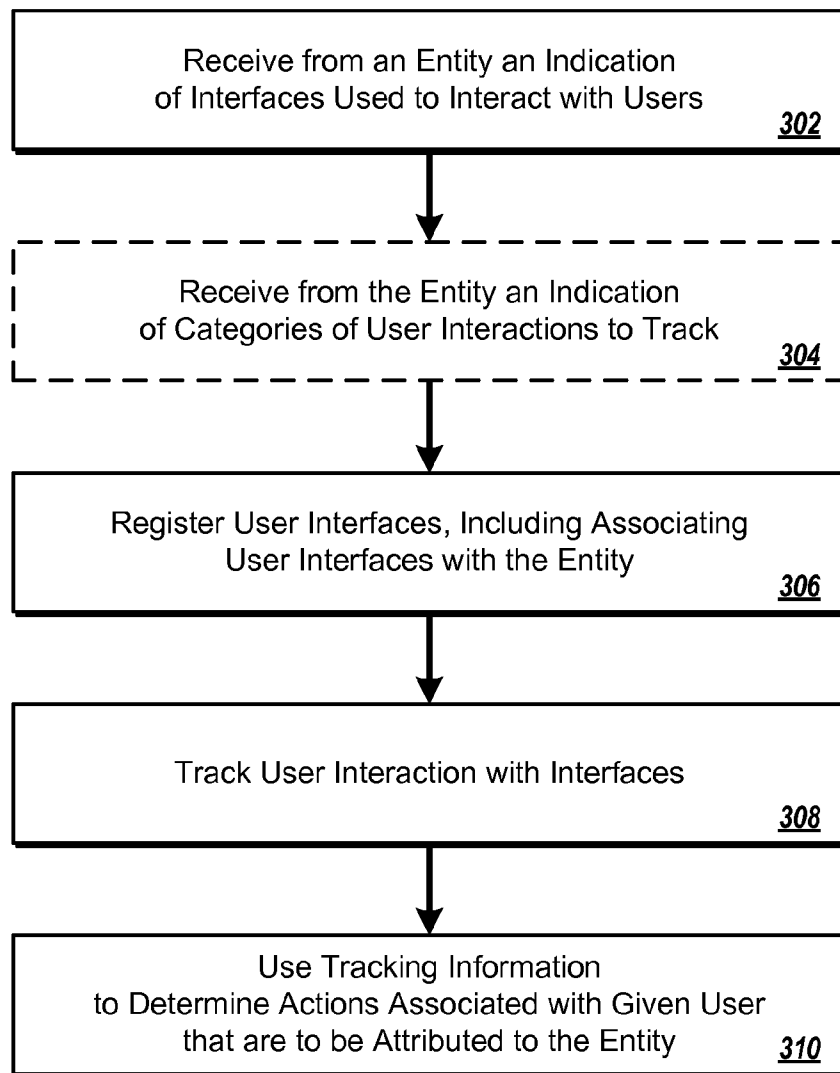 Receive from an Entity an Indication
of Interfaces Used to Interact with Users
302
Receive from the Entity an Indication
of Categories of User Interactions to Track
304
Register User Interfaces, Including Associating
User Interfaces with the Entity
306
Track User Interaction with Interfaces
308
Use Tracking Information
to Determine Actions Associated with Given User
that are to be Attributed to the Entity
310